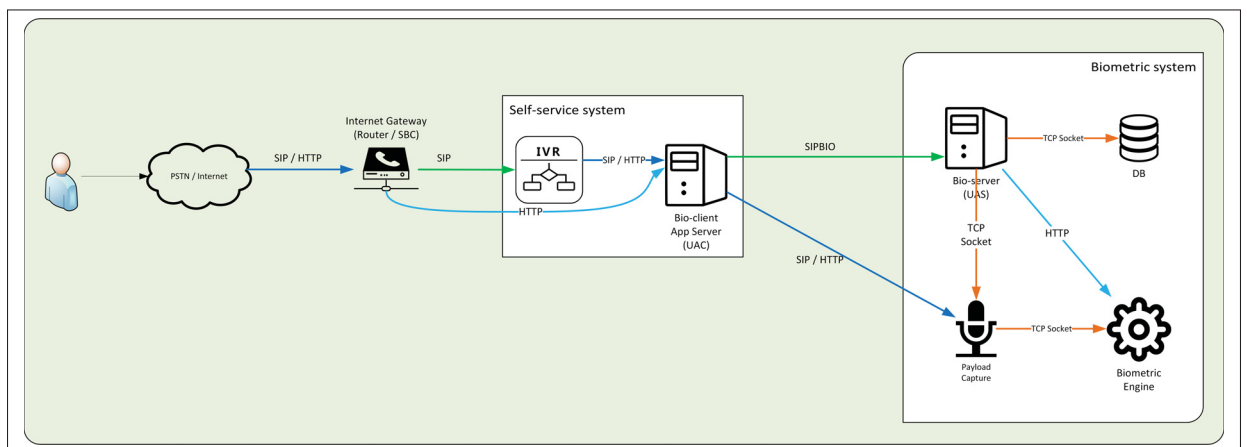 Biometric system
Self-service system
Internet Gateway
(Router / SBC)
IVR
SIP / HTTP
SIP
SIP / HTTP
SIPBIO
TCP Socket
PSTN / Internet
DB
Bio-server
(UAS)
HTTP
Bio-client
App Server
(UAC)
TCP
Socket
HTTP
SIP / HTTP
TCP Socket
Payload
Capture
Biometric
Engine